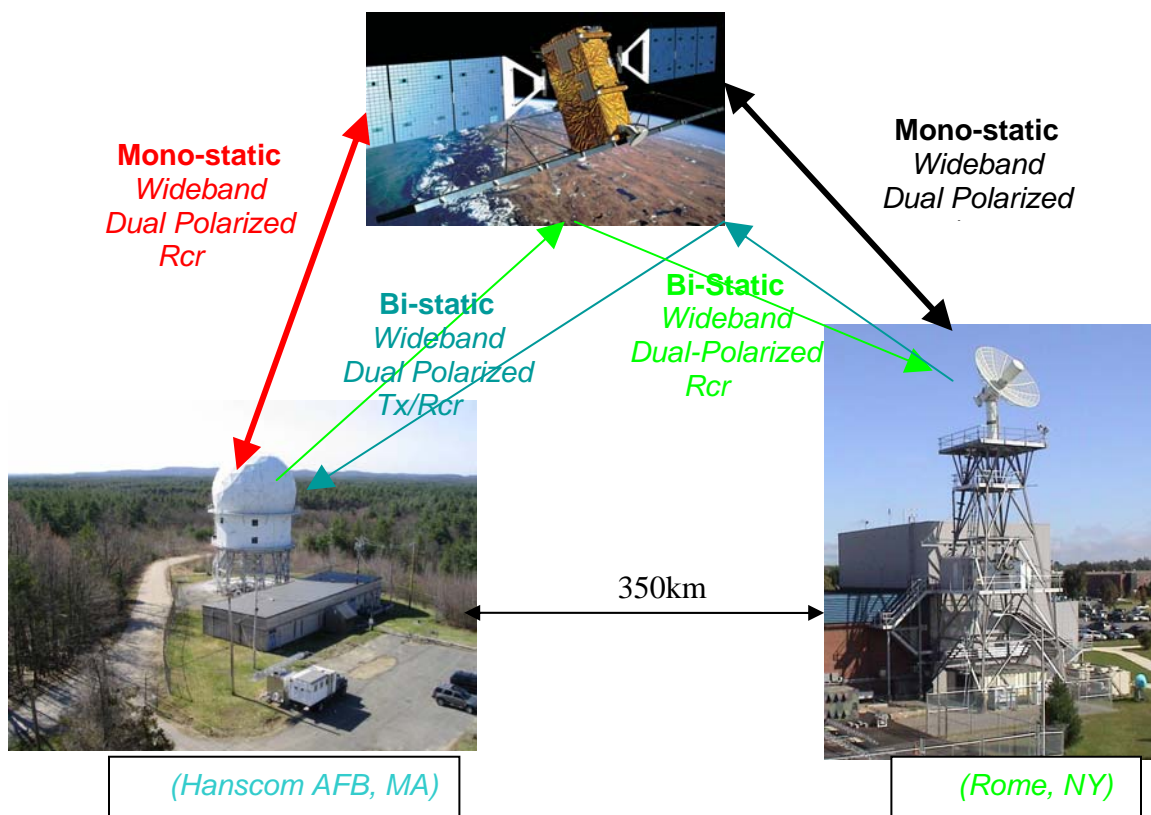 Mono-static
Wideband
Dual Polarized
Rcr
Mono-static
Wideband
Dual Polarized
Bi-static
Wideband
Dual Polarized
Tx/Rcr
Bi-Static
Wideband
Dual-Polarized
Rcr
350km
(Hanscom AFB, MA)
(Rome, NY)